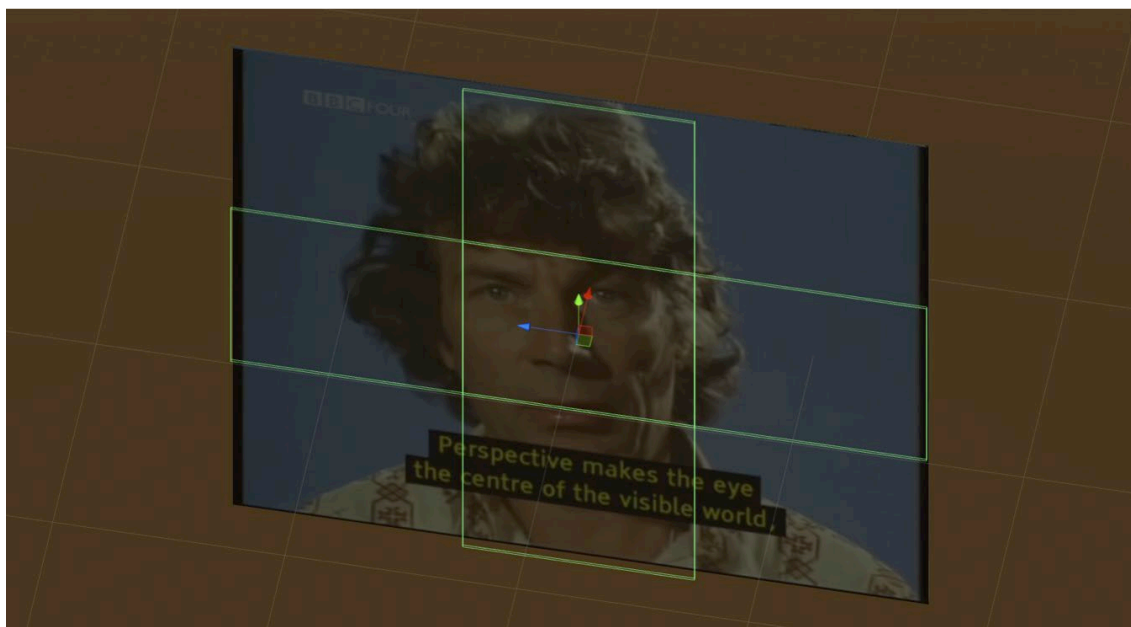 BBC FOUR
Perspective makes the eye
the centre of the visible world,